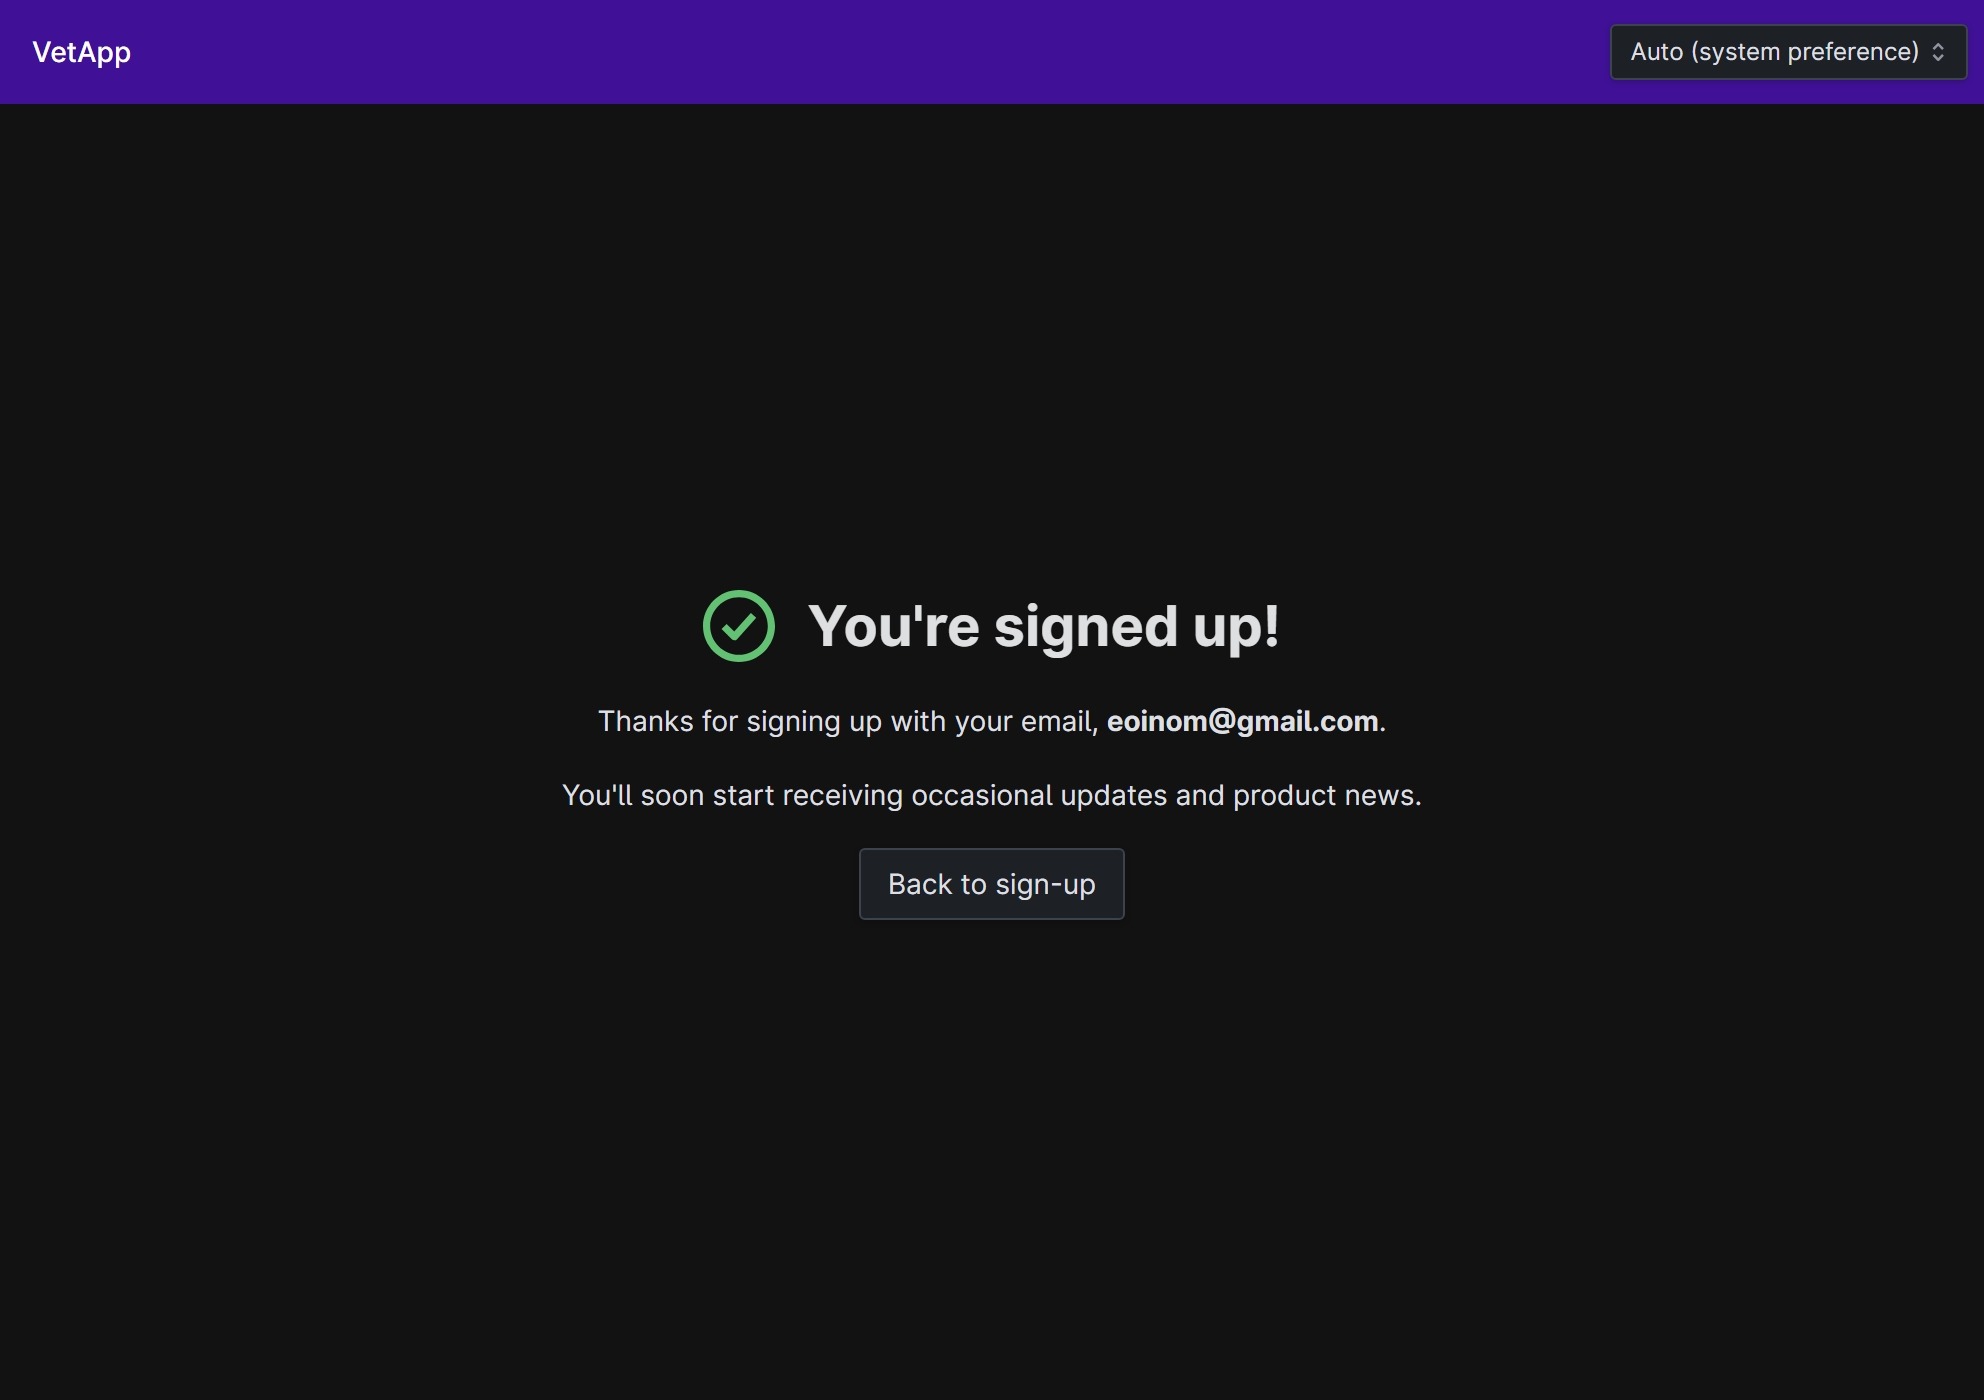 VetApp
Auto (system preference)
You're signed up!
Thanks for signing up with your email, eoinom@gmail.com.
You'll soon start receiving occasional updates and product news.
Back to sign-up